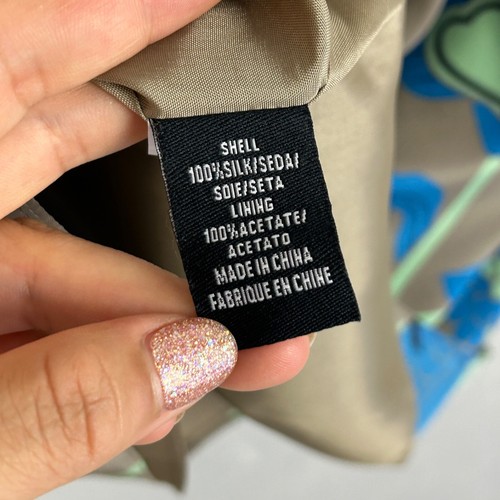 SHELL
100%SILK/SEDA/
SOIE/SETA
LINING
100%ACETATE/
ACETATO
MADE IN CHINA
FABRIQUE EN CHINE